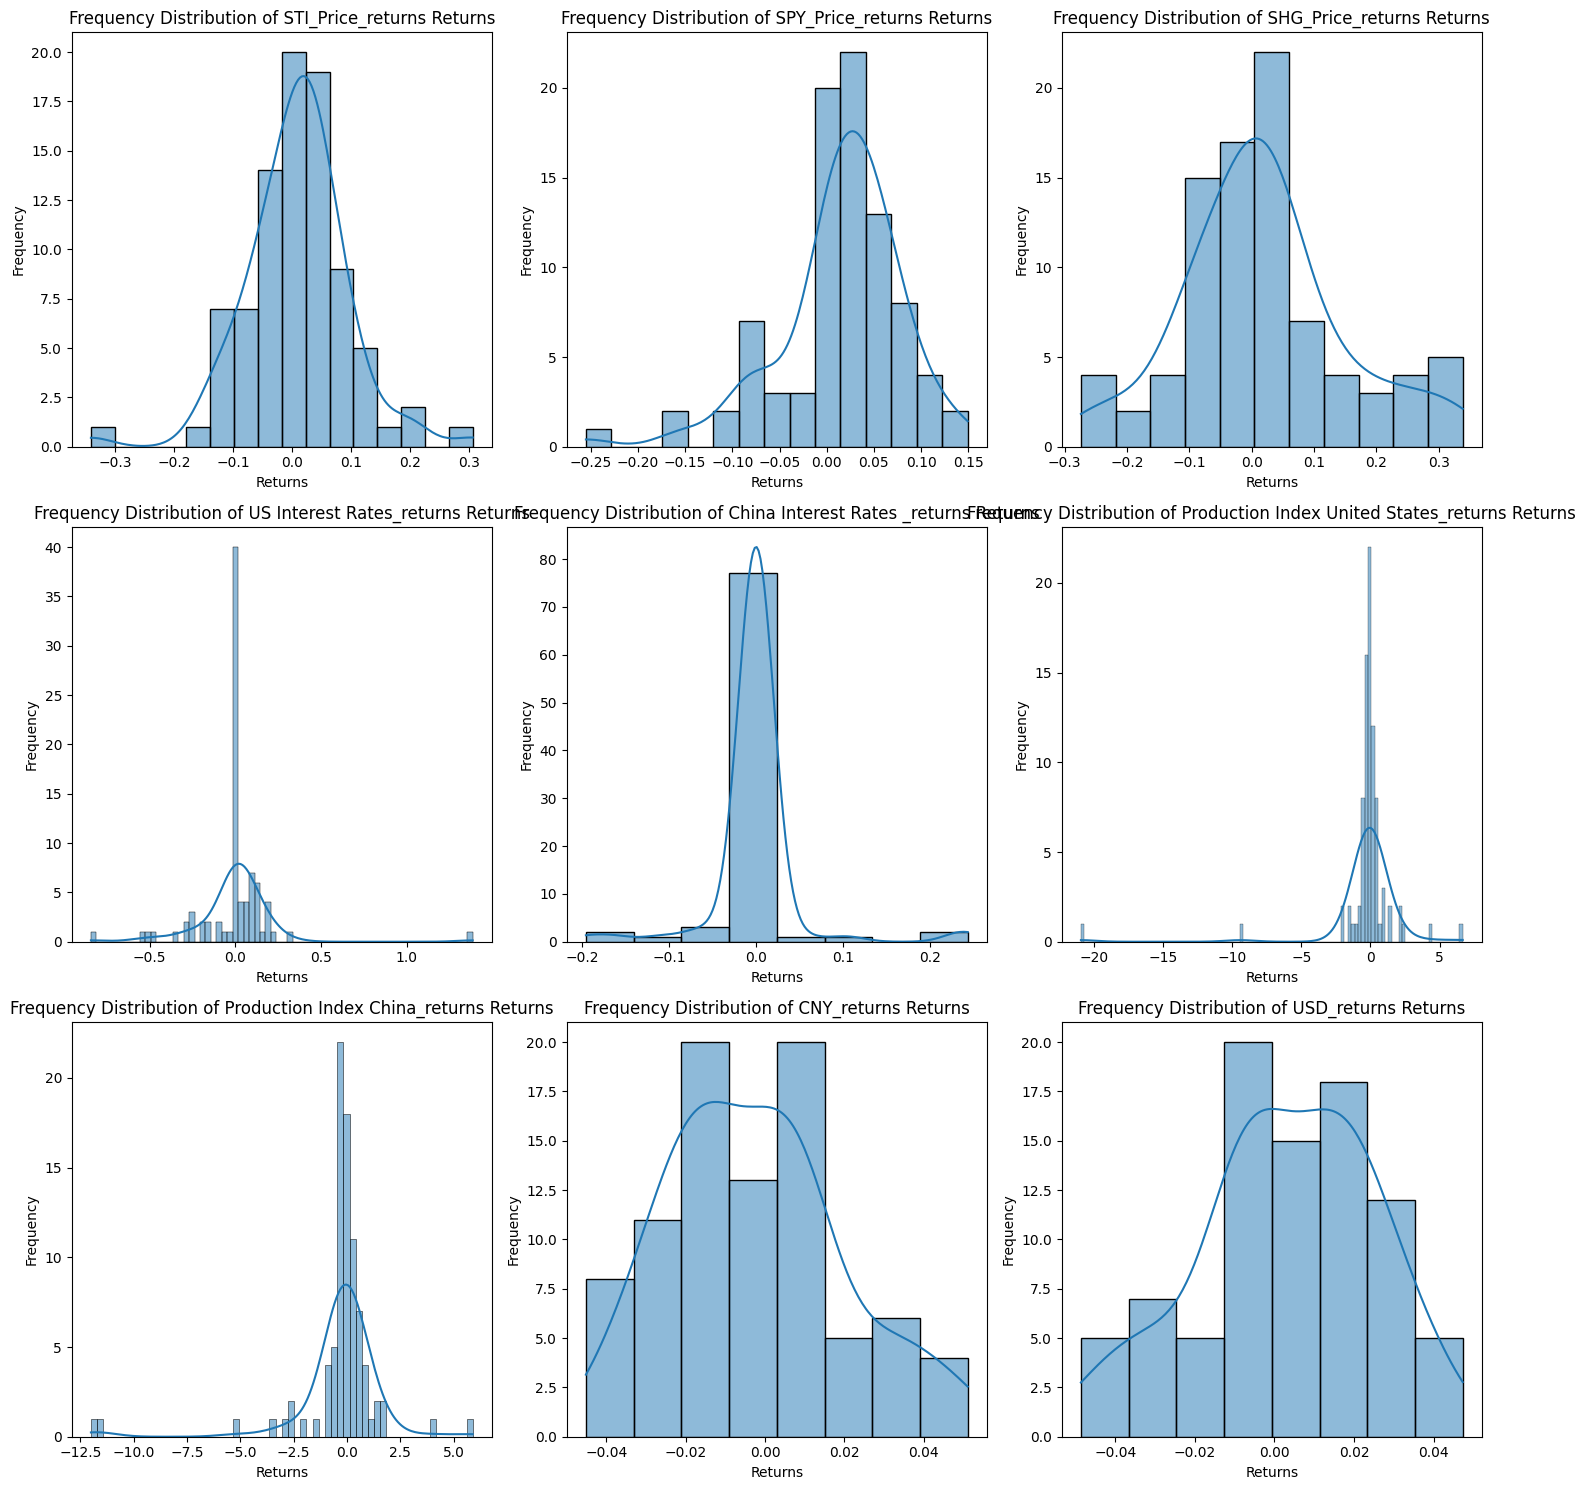 Frequency Distribution of STI_Price_returns Returns
Frequency
20.0
17.5
15.0
12.5
10.0
7.5
5.0
2.5
0.0
−0.3 −0.2 −0.1 0.0 0.1 0.2 0.3
Returns
Frequency Distribution of SPY_Price_returns Returns
Frequency
20
15
10
5
0
−0.25 −0.20 −0.15 −0.10 −0.05 0.00 0.05 0.10 0.15
Returns
Frequency Distribution of SHG_Price_returns Returns
Frequency
20
15
10
5
0
−0.3 −0.2 −0.1 0.0 0.1 0.2 0.3
Returns
Frequency Distribution of US Interest Rates_returns Returns
Frequency
40
35
30
25
20
15
10
5
0
−0.5 0.0 0.5 1.0
Returns
Frequency Distribution of China Interest Rates _returns Returns
Frequency
80
70
60
50
40
30
20
10
0
−0.2 −0.1 0.0 0.1 0.2
Returns
Frequency Distribution of Production Index United States_returns Returns
Frequency
20
15
10
5
0
−20 −15 −10 −5 0 5
Returns
Frequency Distribution of Production Index China_returns Returns
Frequency
20
15
10
5
0
−12.5 −10.0 −7.5 −5.0 −2.5 0.0 2.5 5.0
Returns
Frequency Distribution of CNY_returns Returns
Frequency
20.0
17.5
15.0
12.5
10.0
7.5
5.0
2.5
0.0
−0.04 −0.02 0.00 0.02 0.04
Returns
Frequency Distribution of USD_returns Returns
Frequency
20.0
17.5
15.0
12.5
10.0
7.5
5.0
2.5
0.0
−0.04 −0.02 0.00 0.02 0.04
Returns